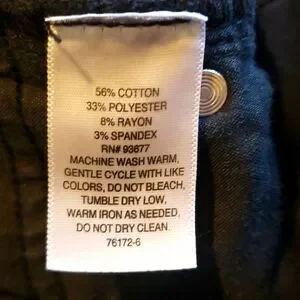 56% COTTON
33% POLYESTER
8% RAYON
3% SPANDEX
RN# 93677
MACHINE WASH WARM,
GENTLE CYCLE WITH LIKE
COLORS, DO NOT BLEACH,
TUMBLE DRY LOW,
WARM IRON AS NEEDED,
DO NOT DRY CLEAN
76172-6